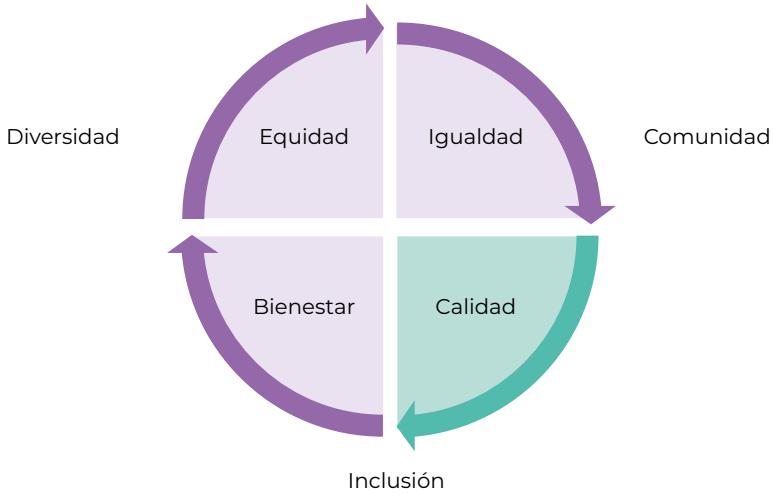 Diversidad
Equidad
Igualdad
Comunidad
Bienestar
Calidad
Inclusión